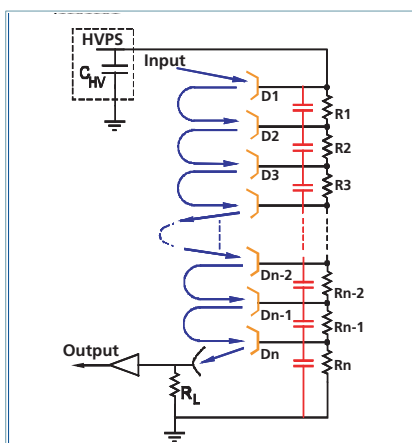 HVPS
CHV
Input
D1
R1
D2
R2
D3
R3
Dn-2
Rn-2
Dn-1
Rn-1
Dn
Rn
Output
RL